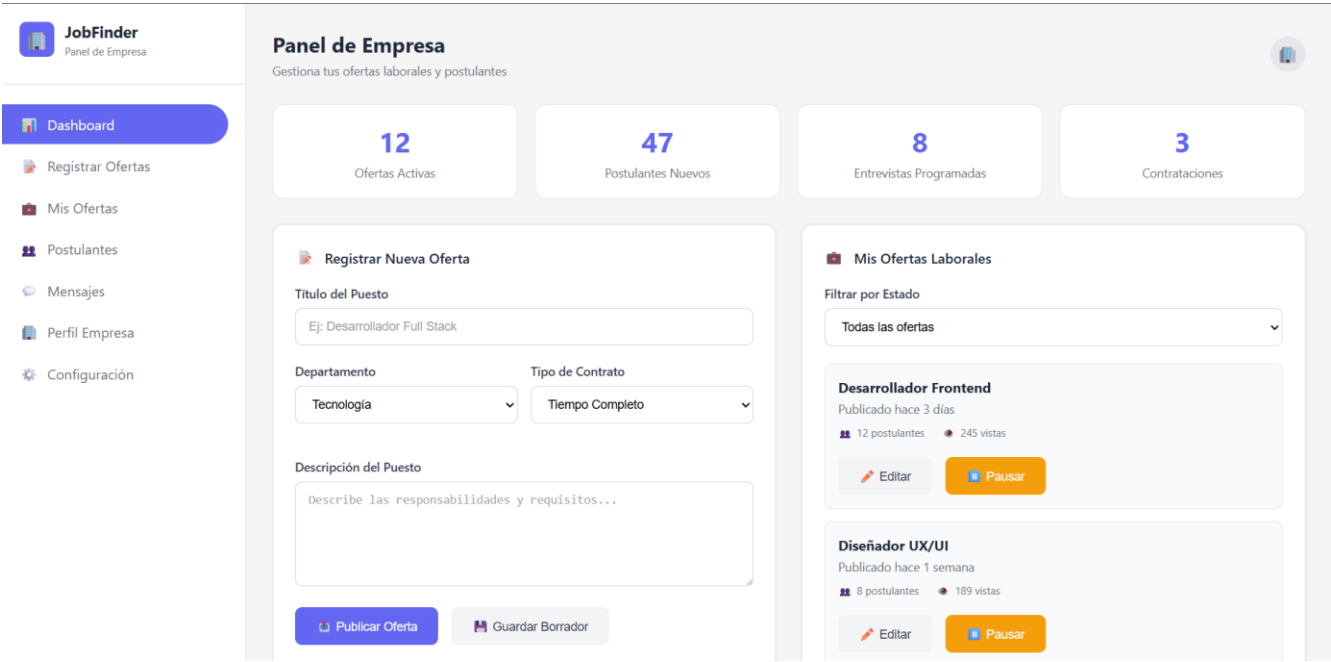 JobFinder
Panel de Empresa
Dashboard
Registrar Ofertas
Mis Ofertas
Postulantes
Mensajes
Perfil Empresa
Configuración
Panel de Empresa
Gestiona tus ofertas laborales y postulantes
12
Ofertas Activas
47
Postulantes Nuevos
8
Entrevistas Programadas
3
Contrataciones
Registrar Nueva Oferta
Título del Puesto
Ej: Desarrollador Full Stack
Departamento
Tipo de Contrato
Tecnología
Tiempo Completo
Descripción del Puesto
Describe las responsabilidades y requisitos...
Publicar Oferta
Guardar Borrador
Mis Ofertas Laborales
Filtrar por Estado
Todas las ofertas
Desarrollador Frontend
Publicado hace 3 días
12 postulantes 245 vistas
Editar
Pausar
Diseñador UX/UI
Publicado hace 1 semana
8 postulantes 189 vistas
Editar
Pausar